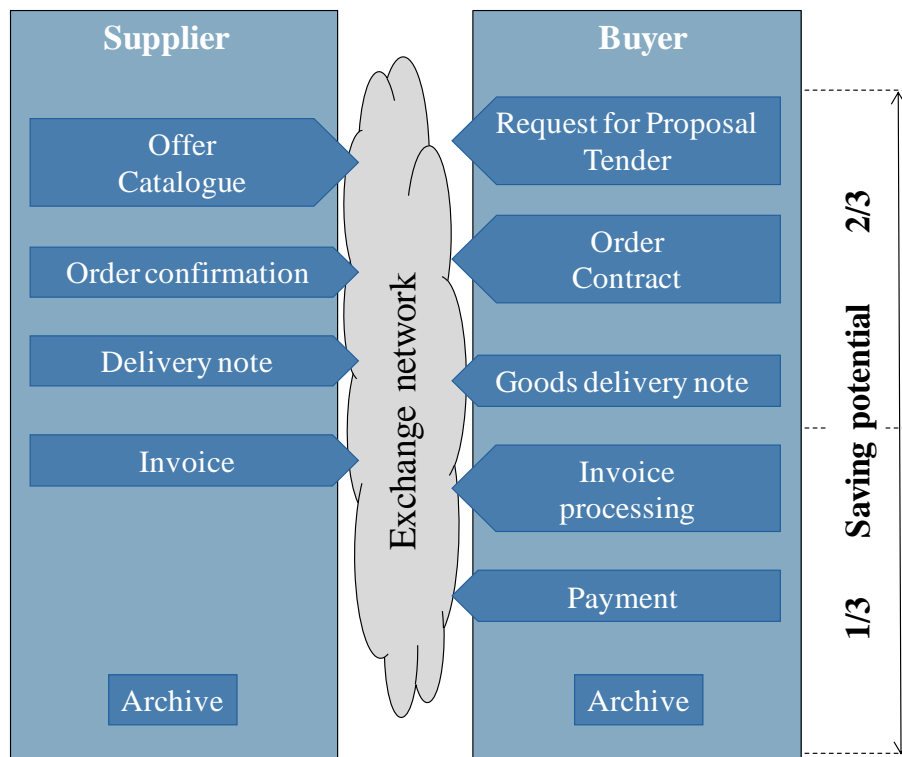 Supplier
Offer
Catalogue
Order confirmation
Delivery note
Invoice
Archive
Exchange network
Buyer
Request for Proposal
Tender
Order
Contract
Goods delivery note
Invoice
processing
Payment
Archive
2/3
Saving potential
1/3